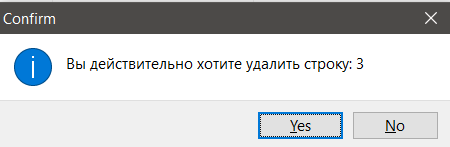 Confirm
Вы действительно хотите удалить строку: 3
Yes
No